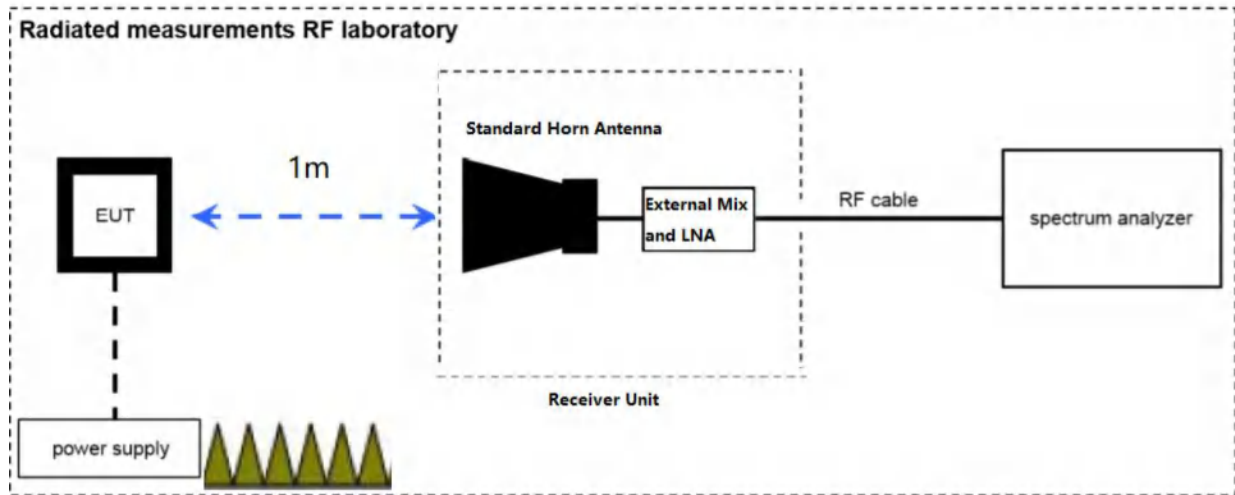 Radiated measurements RF laboratory
Standard Horn Antenna
1m
EUT
External Mix
and LNA
RF cable
spectrum analyzer
Receiver Unit
power supply